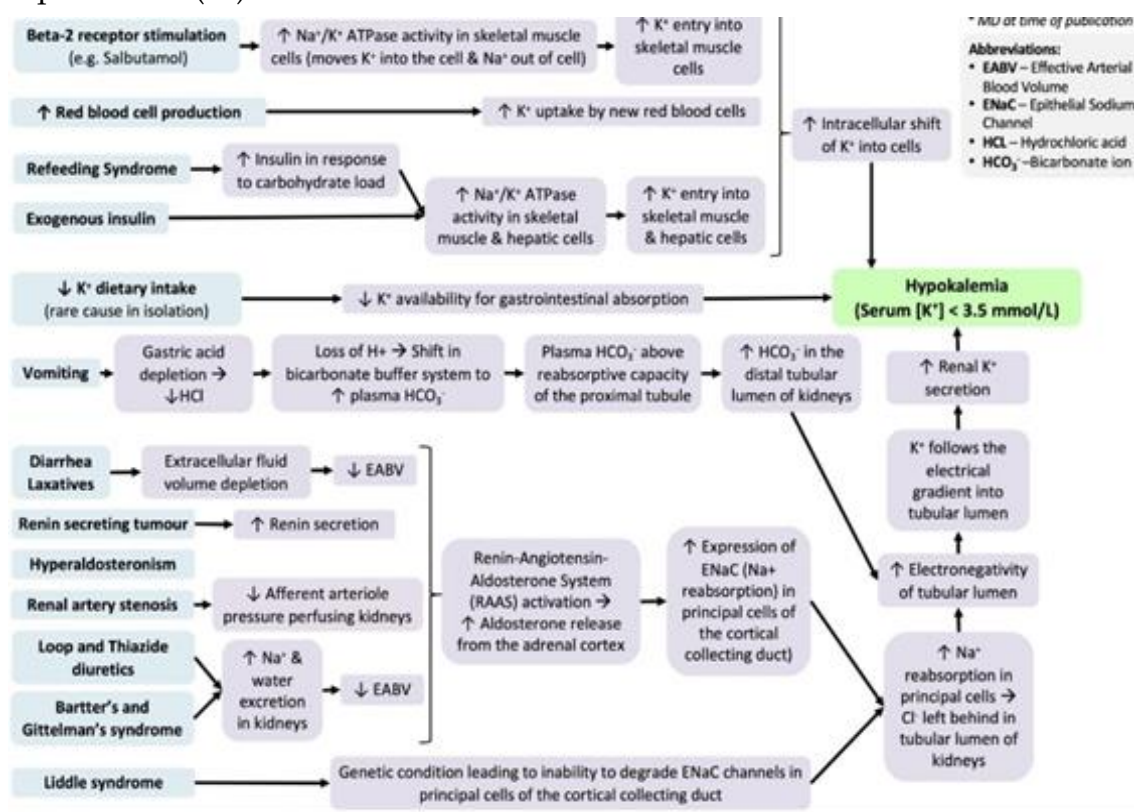 Beta-2 receptor stimulation
(e.g. Salbutamol)
↑ Na⁺/K⁺ ATPase activity in skeletal muscle
cells (moves K⁺ into the cell & Na⁺ out of cell)
↑ K⁺ entry into
skeletal muscle
cells
↑ Red blood cell production
↑ K⁺ uptake by new red blood cells
Refeeding Syndrome
↑ Insulin in response
to carbohydrate load
Exogenous insulin
↑ Na⁺/K⁺ ATPase
activity in skeletal
muscle & hepatic cells
↑ K⁺ entry into
skeletal muscle
& hepatic cells
↑ Intracellular shift
of K⁺ into cells
• MD at time of publication
Abbreviations:
• EABV – Effective Arterial
Blood Volume
• ENaC – Epithelial Sodium
Channel
• HCL – Hydrochloric acid
• HCO₃⁻ –Bicarbonate ion
↓ K⁺ dietary intake
(rare cause in isolation)
↓ K⁺ availability for gastrointestinal absorption
Hypokalemia
(Serum [K⁺] < 3.5 mmol/L)
Vomiting
Gastric acid
depletion →
↓HCl
Loss of H+ → Shift in
bicarbonate buffer system to
↑ plasma HCO₃⁻
Plasma HCO₃⁻ above
reabsorptive capacity
of the proximal tubule
↑ HCO₃⁻ in the
distal tubular
lumen of kidneys
↑ Renal K⁺
secretion
K⁺ follows the
electrical
gradient into
tubular lumen
↑ Electronegativity
of tubular lumen
↑ Na⁺
reabsorption in
principal cells →
Cl⁻ left behind in
tubular lumen of
kidneys
Diarrhea
Laxatives
Extracellular fluid
volume depletion
↓ EABV
Renin secreting tumour
↑ Renin secretion
Hyperaldosteronism
Renal artery stenosis
↓ Afferent arteriole
pressure perfusing kidneys
Loop and Thiazide
diuretics
Bartter's and
Gittelman's syndrome
↑ Na⁺ &
water
excretion
in kidneys
↓ EABV
Renin-Angiotensin-
Aldosterone System
(RAAS) activation →
↑ Aldosterone release
from the adrenal cortex
↑ Expression of
ENaC (Na+
reabsorption) in
principal cells of
the cortical
collecting duct)
Liddle syndrome
Genetic condition leading to inability to degrade ENaC channels in
principal cells of the cortical collecting duct